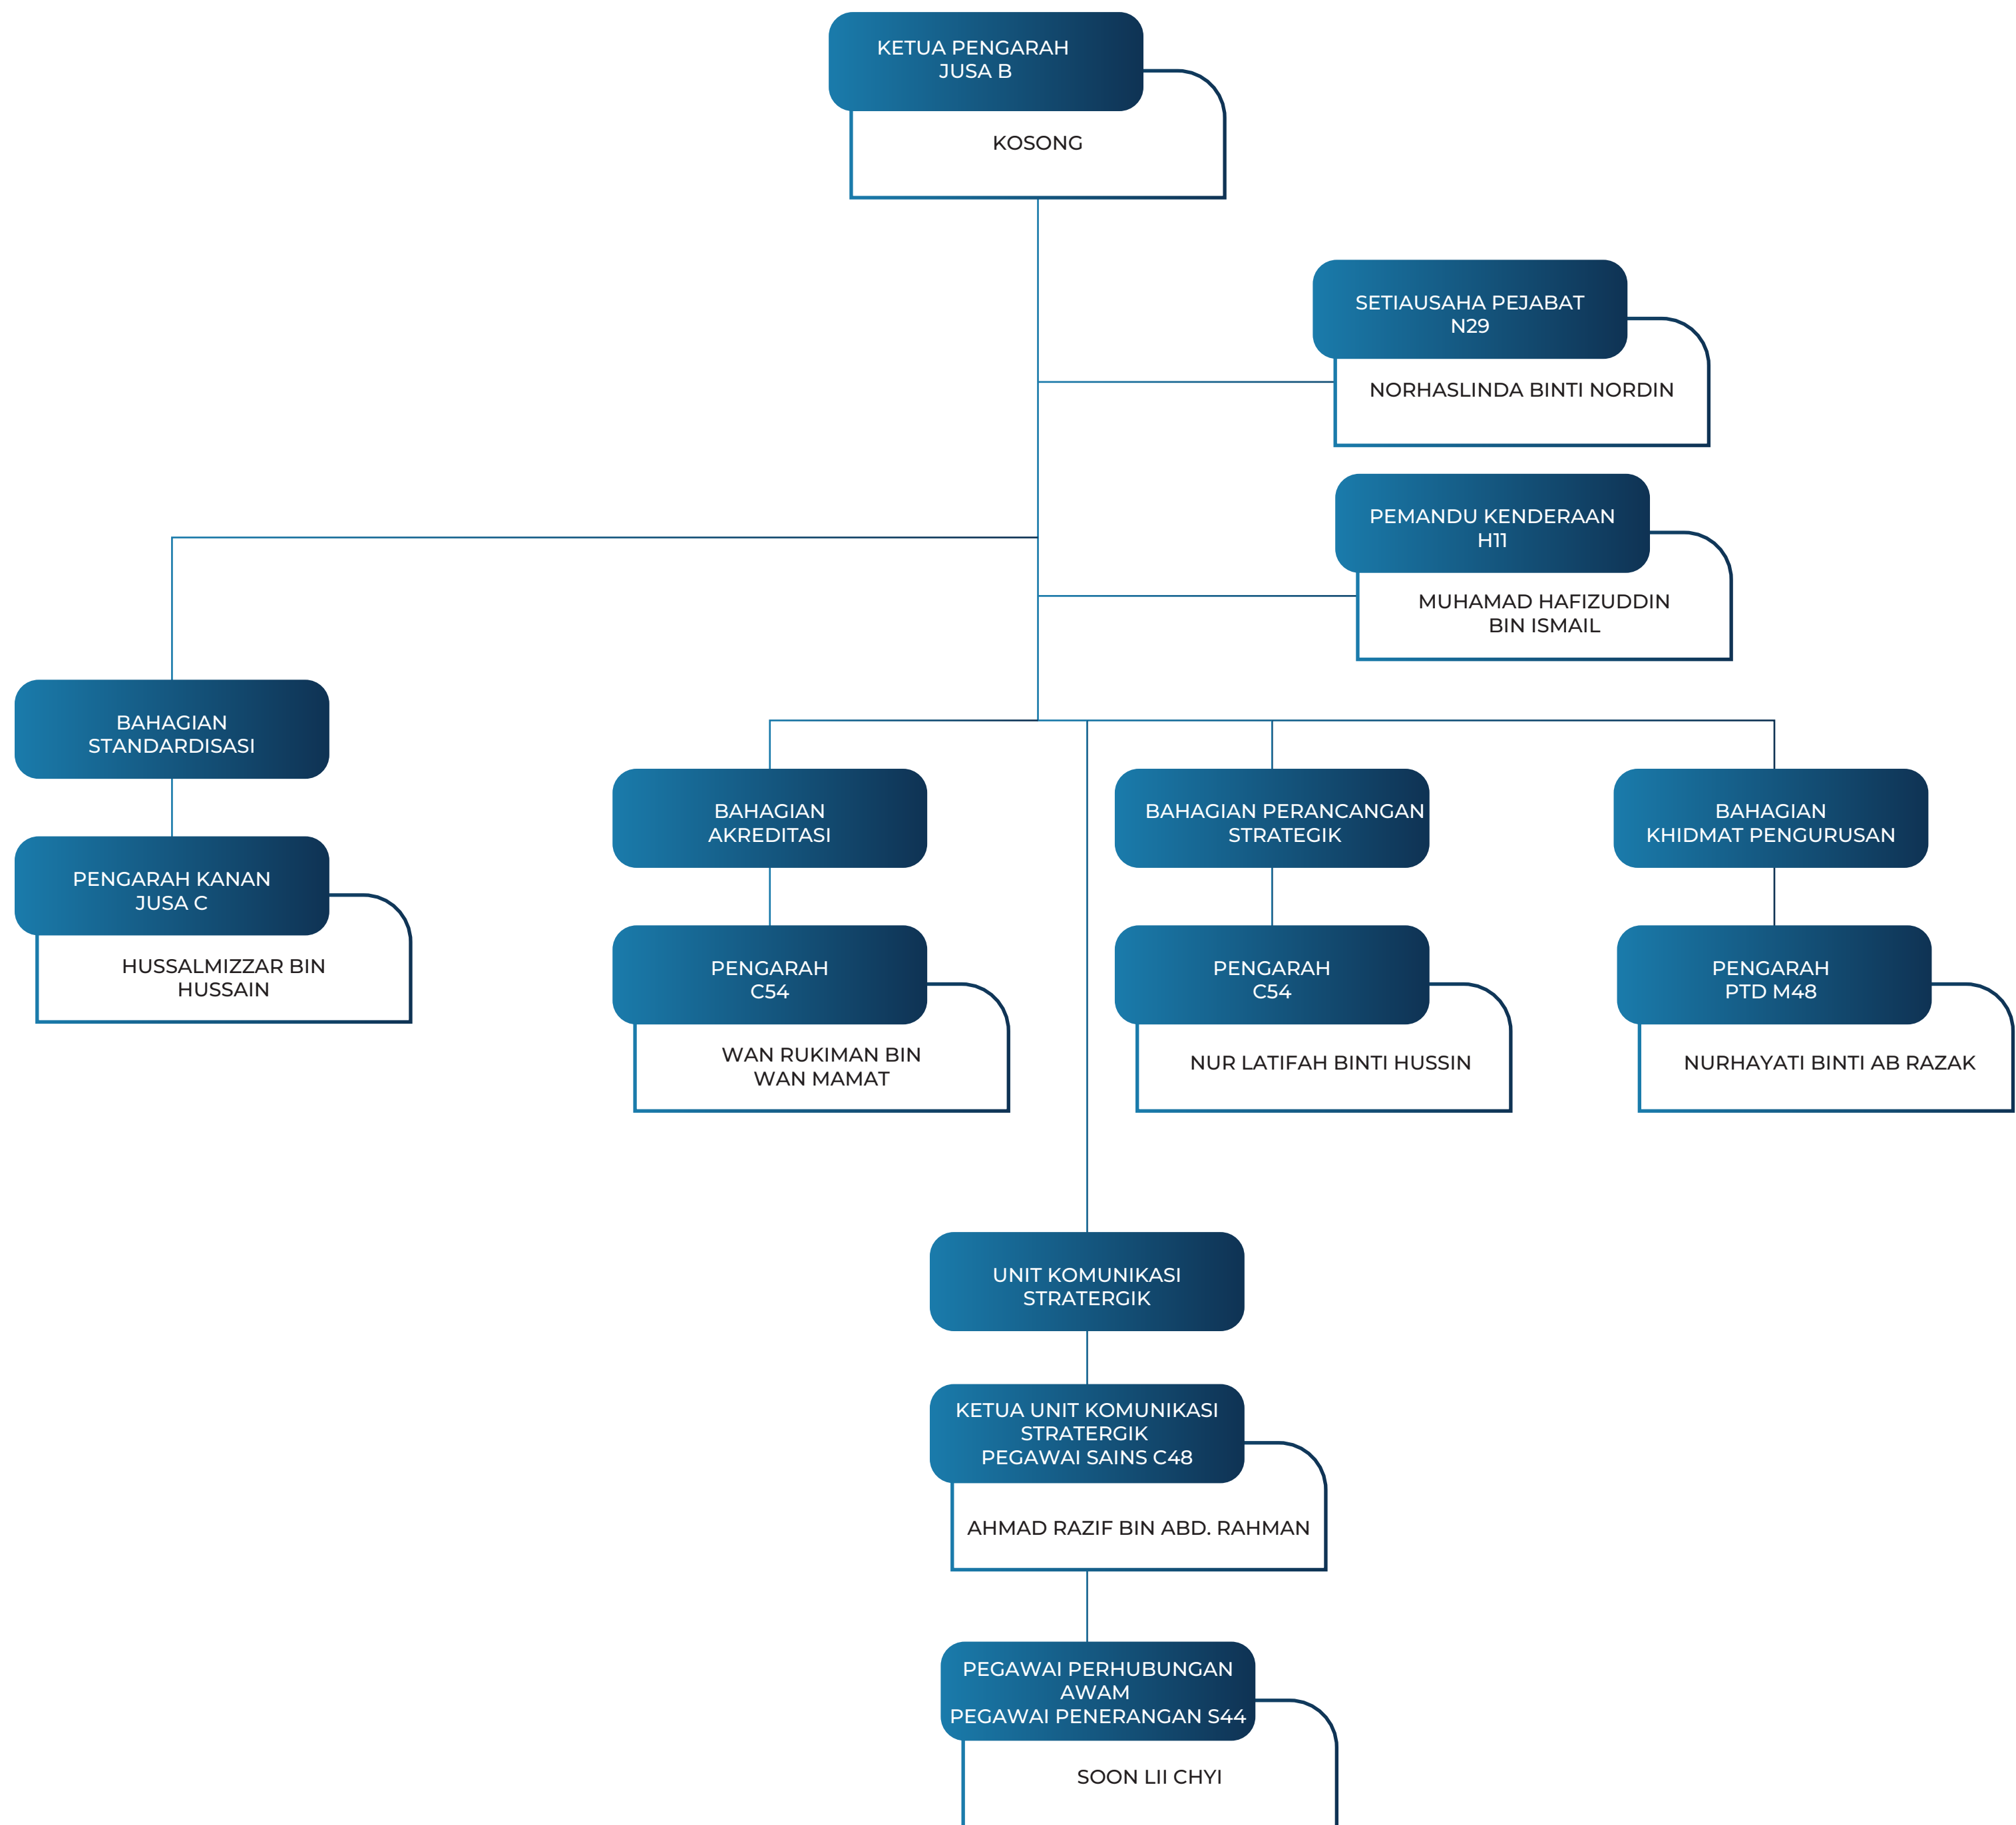 KETUA PENGARAH
JUSA B
KOSONG
SETIAUSAHA PEJABAT
N29
NORHASLINDA BINTI NORDIN
PEMANDU KENDERAAN
H11
MUHAMAD HAFIZUDDIN
BIN ISMAIL
BAHAGIAN
STANDARDISASI
PENGARAH KANAN
JUSA C
HUSSALMIZZAR BIN
HUSSAIN
BAHAGIAN
AKREDITASI
PENGARAH
C54
WAN RUKIMAN BIN
WAN MAMAT
BAHAGIAN PERANCANGAN
STRATEGIK
PENGARAH
C54
NUR LATIFAH BINTI HUSSIN
BAHAGIAN
KHIDMAT PENGURUSAN
PENGARAH
PTD M48
NURHAYATI BINTI AB RAZAK
UNIT KOMUNIKASI
STRATERGIK
KETUA UNIT KOMUNIKASI
STRATERGIK
PEGAWAI SAINS C48
AHMAD RAZIF BIN ABD. RAHMAN
PEGAWAI PERHUBUNGAN
AWAM
PEGAWAI PENERANGAN S44
SOON LII CHYI